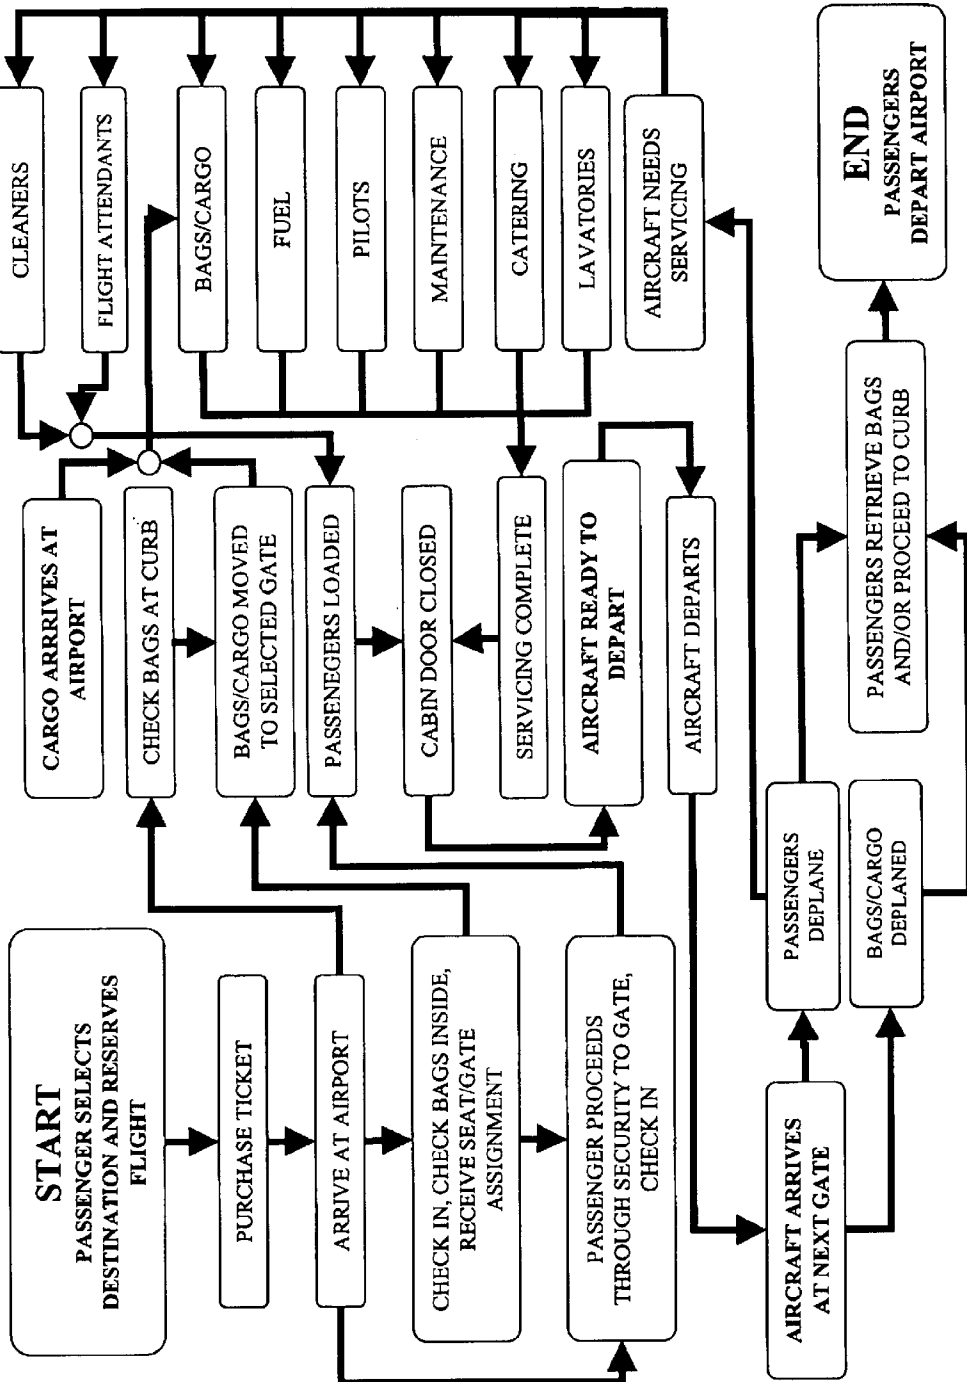 START
PASSENGER SELECTS
DESTINATION AND RESERVES
FLIGHT
PURCHASE TICKET
ARRIVE AT AIRPORT
CHECK IN, CHECK BAGS INSIDE,
RECEIVE SEAT/GATE
ASSIGNMENT
PASSENGER PROCEEDS
THROUGH SECURITY TO GATE,
CHECK IN
CARGO ARRRIVES AT
AIRPORT
CHECK BAGS AT CURB
BAGS/CARGO MOVED
TO SELECTED GATE
PASSENEGERS LOADED
CABIN DOOR CLOSED
SERVICING COMPLETE
AIRCRAFT READY TO
DEPART
AIRCRAFT DEPARTS
CLEANERS
FLIGHT ATTENDANTS
BAGS/CARGO
FUEL
PILOTS
MAINTENANCE
CATERING
LAVATORIES
AIRCRAFT NEEDS
SERVICING
AIRCRAFT ARRIVES
AT NEXT GATE
PASSENGERS
DEPLANE
BAGS/CARGO
DEPLANED
PASSENGERS RETRIEVE BAGS
AND/OR PROCEED TO CURB
END
PASSENGERS
DEPART AIRPORT